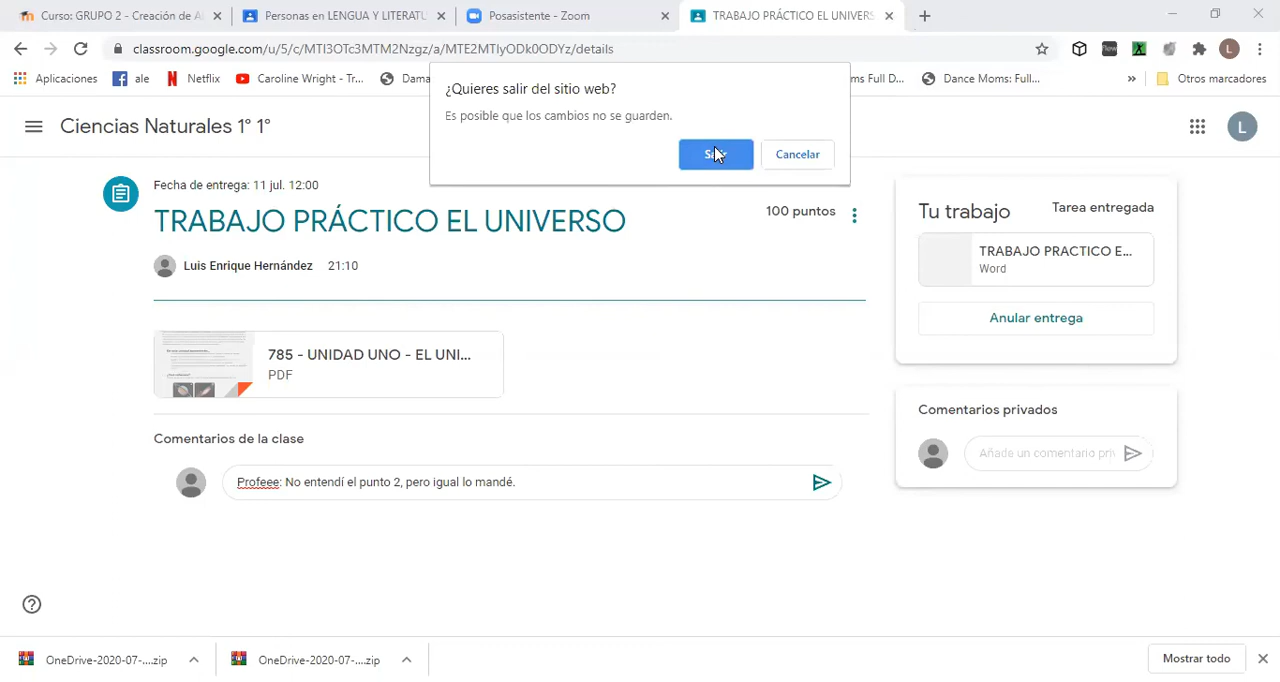 Curso: GRUPO 2 - Creación de A
Personas en LENGUA Y LITERATU
Posasistente - Zoom
TRABAJO PRÁCTICO EL UNIVERS
classroom.google.com/u/5/c/MTI3OTc3MTM2Nzgz/a/MTE2MTIyODk0ODYz/details
L
Aplicaciones
ale
Netflix
Caroline Wright - Tr...
Dama
ms Full D...
Dance Moms: Full...
»
Otros marcadores
¿Quieres salir del sitio web?
Es posible que los cambios no se guarden.
Cancelar
Ciencias Naturales 1° 1°
L
Fecha de entrega: 11 jul. 12:00
TRABAJO PRÁCTICO EL UNIVERSO
100 puntos
Luis Enrique Hernández 21:10
785 - UNIDAD UNO - EL UNI...
PDF
Comentarios de la clase
Profeee: No entendí el punto 2, pero igual lo mandé.
Tu trabajo
Tarea entregada
TRABAJO PRACTICO E...
Word
Anular entrega
Comentarios privados
Añade un comentario priv
OneDrive-2020-07-....zip
OneDrive-2020-07-....zip
Mostrar todo